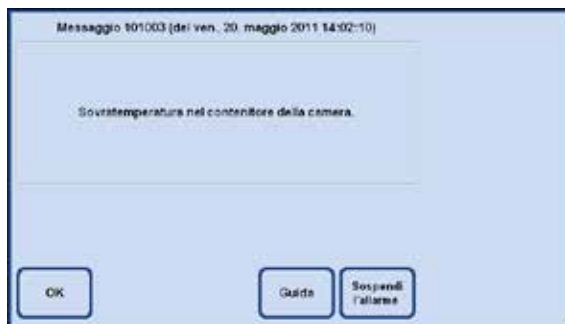 Messaggio 101003 (del ven., 20. maggio 2011 14:02:10)
Sovratemperatura nel contenitore della camera.
OK
Guida
Sospendi
l'allarme